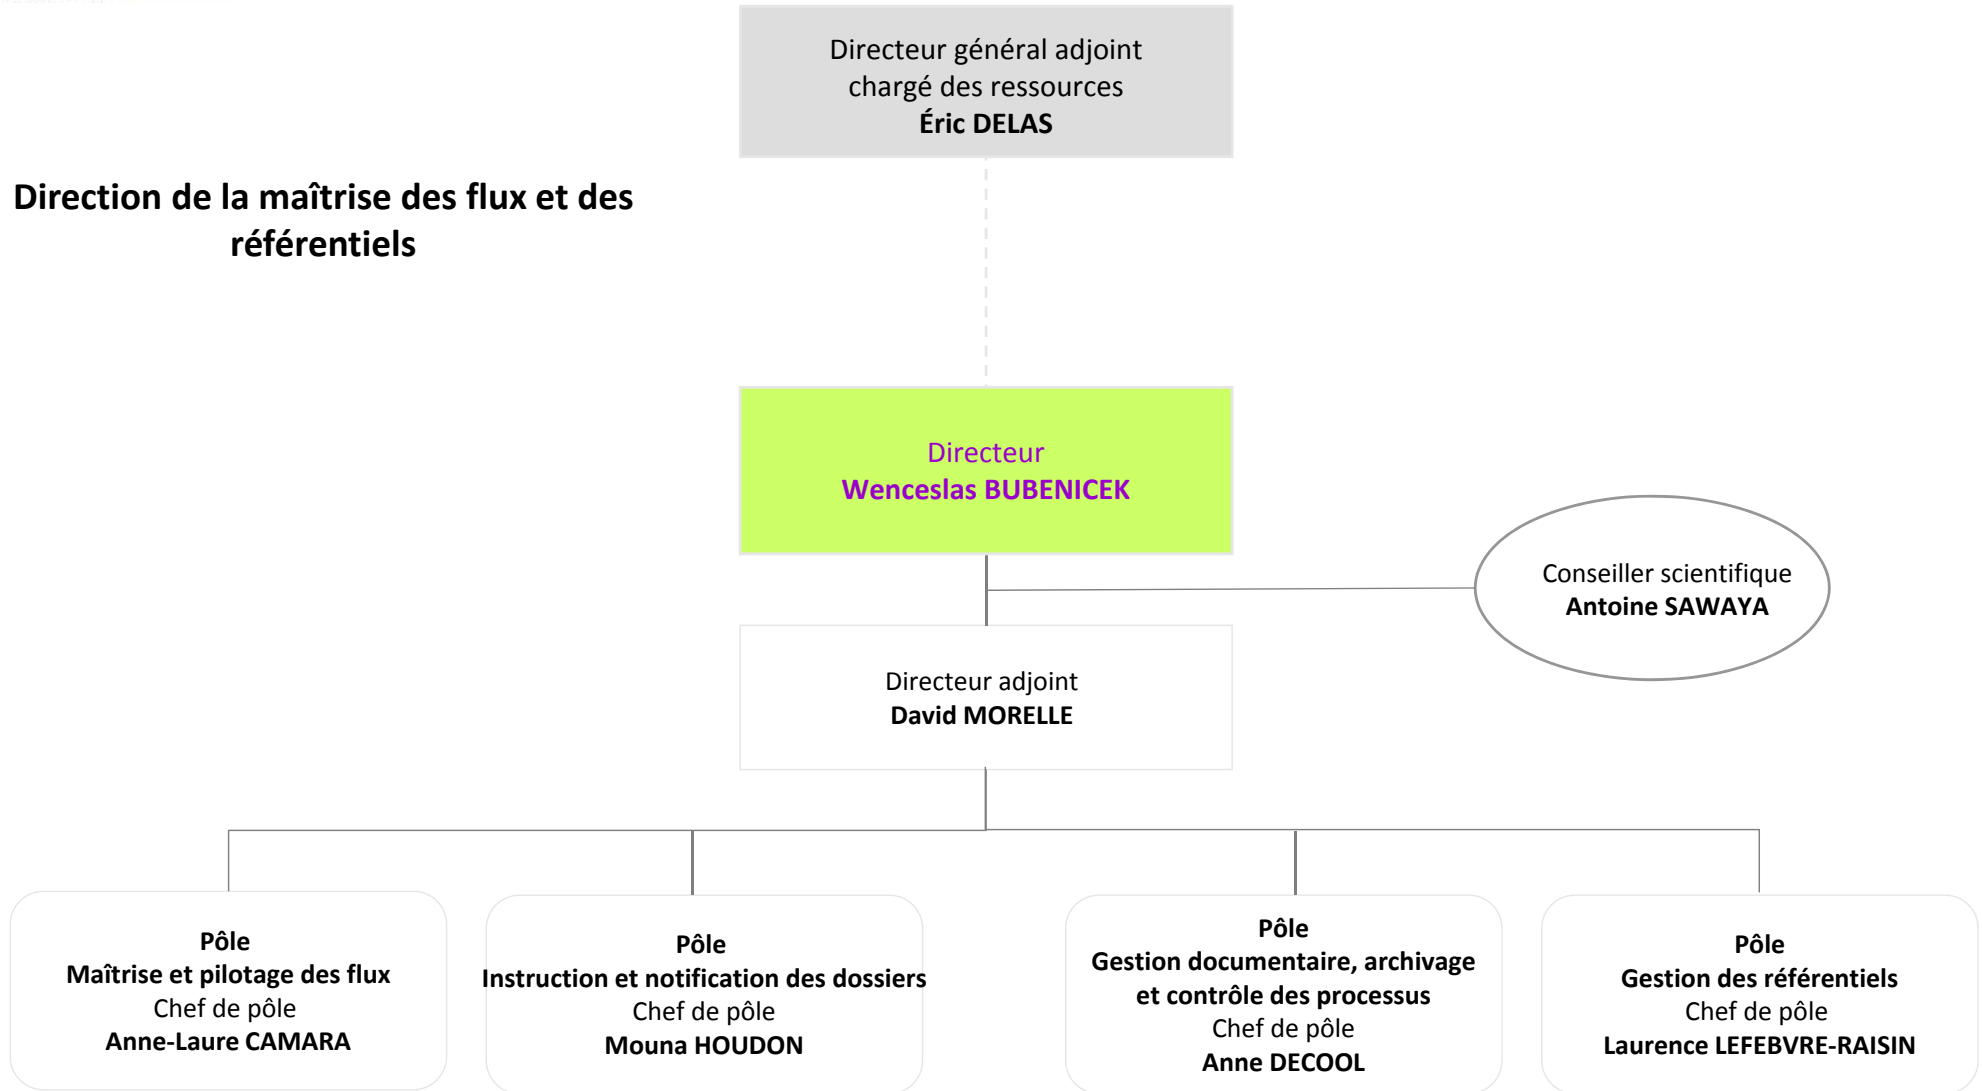 Directeur général adjoint
chargé des ressources
Éric DELAS
Direction de la maîtrise des flux et des
référentiels
Directeur
Wenceslas BUBENICEK
Conseiller scientifique
Antoine SAWAYA
Directeur adjoint
David MORELLE
Pôle
Maîtrise et pilotage des flux
Chef de pôle
Anne-Laure CAMARA
Pôle
Instruction et notification des dossiers
Chef de pôle
Mouna HOUDON
Pôle
Gestion documentaire, archivage
et contrôle des processus
Chef de pôle
Anne DECOOL
Pôle
Gestion des référentiels
Chef de pôle
Laurence LEFEBVRE-RAISIN